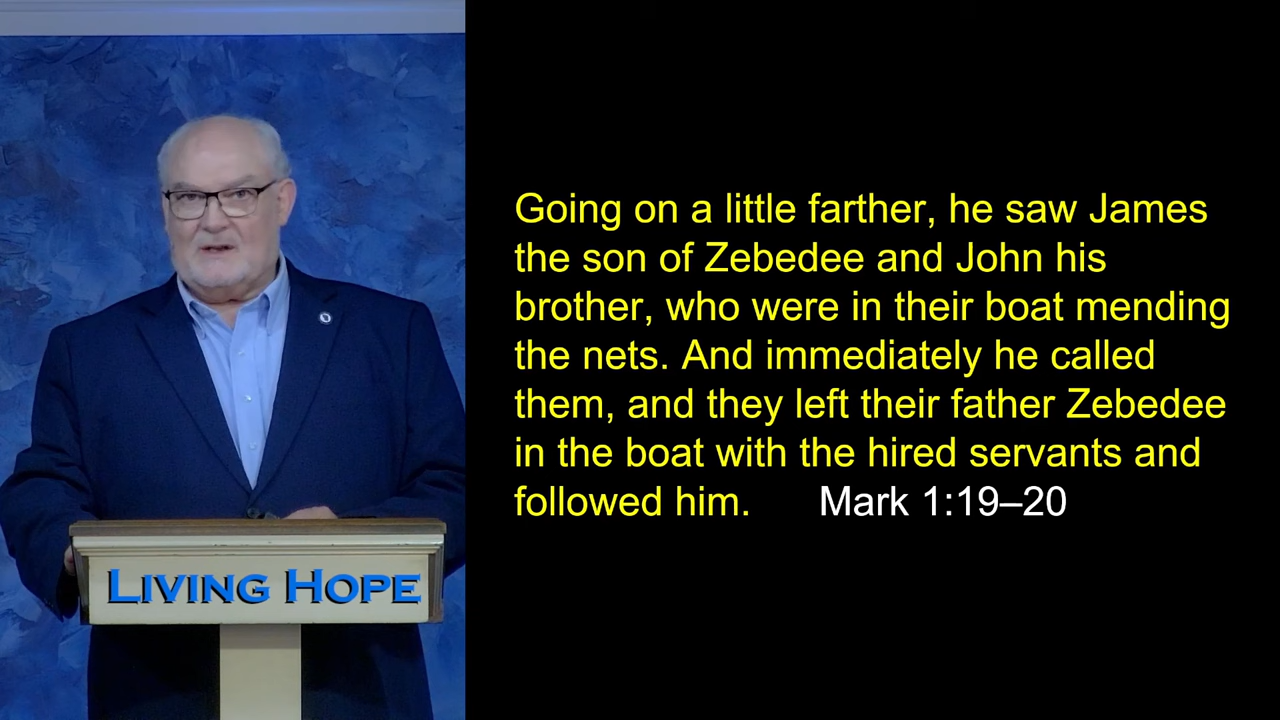 Going on a little farther, he saw James
the son of Zebedee and John his
brother, who were in their boat mending
the nets. And immediately he called
them, and they left their father Zebedee
in the boat with the hired servants and
followed him. Mark 1:19–20
LIVING HOPE